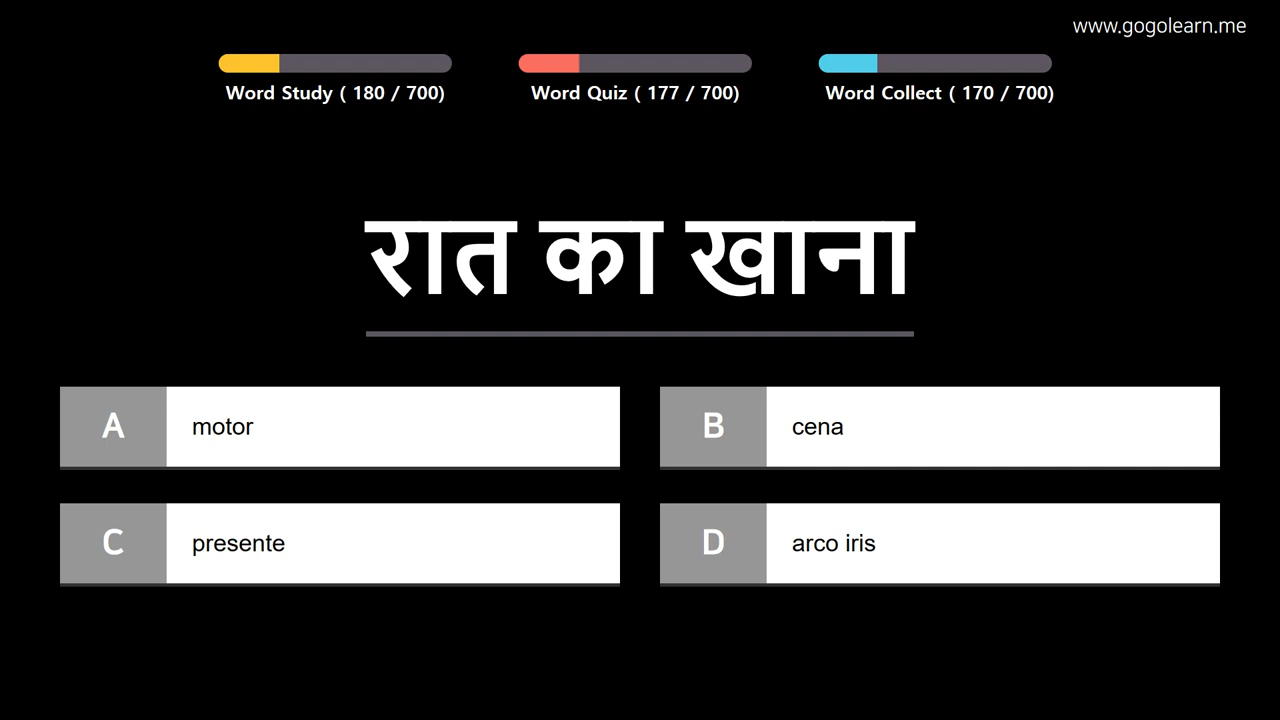 www.gogolearn.me
Word Study ( 180 / 700)
Word Quiz ( 177 / 700)
Word Collect ( 170 / 700)
रात का खाना
A motor
B cena
C presente
D arco iris